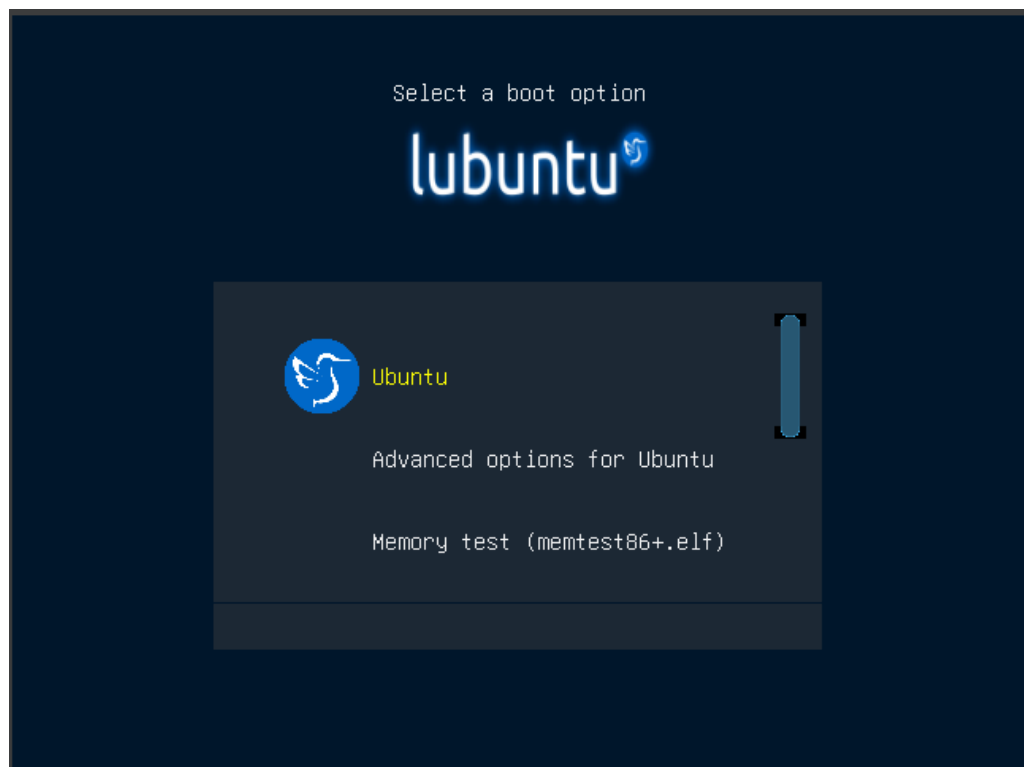 Select a boot option
lubuntu
Ubuntu
Advanced options for Ubuntu
Memory test (memtest86+.elf)